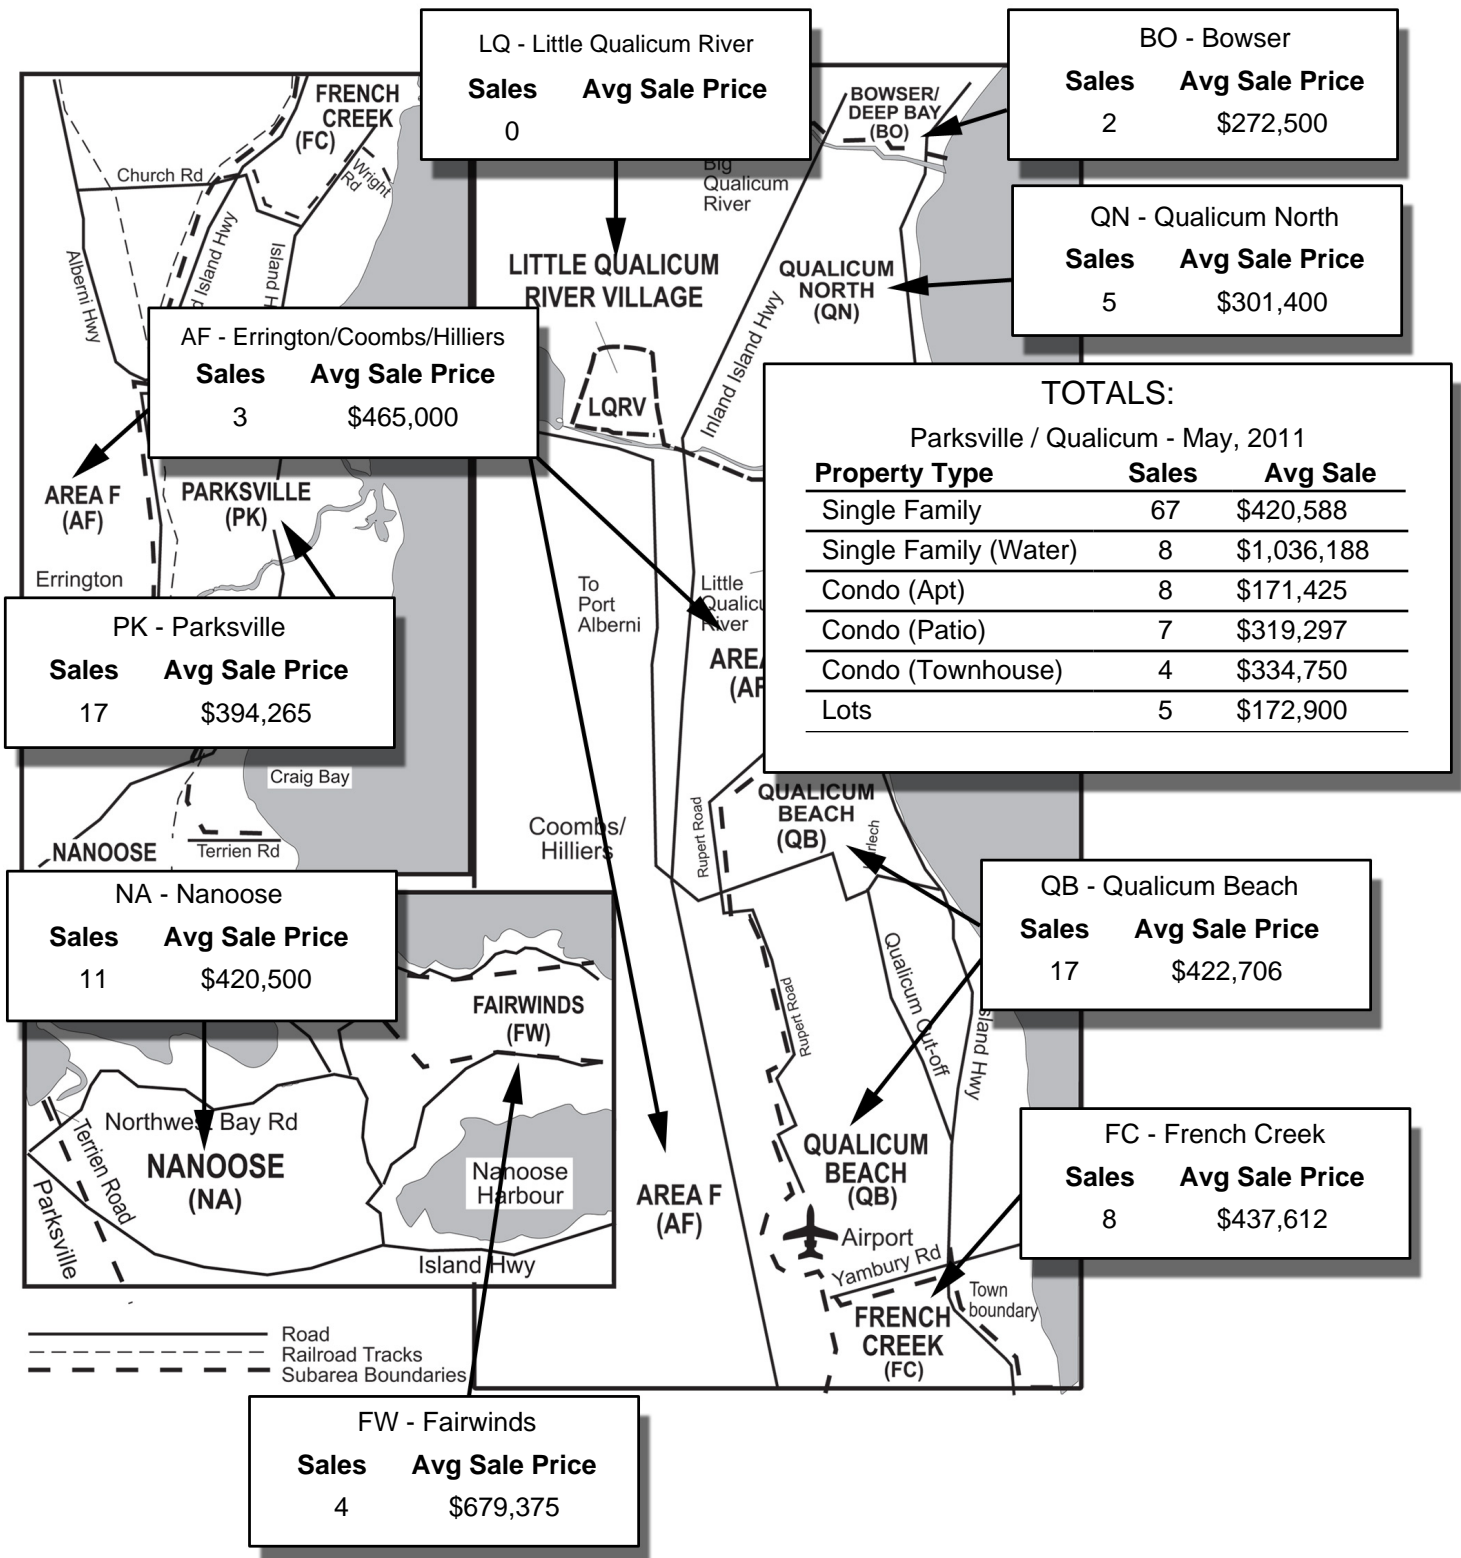 LQ - Little Qualicum River
Sales Avg Sale Price
0
BO - Bowser
Sales Avg Sale Price
2 $272,500
QN - Qualicum North
Sales Avg Sale Price
5 $301,400
AF - Errington/Coombs/Hilliers
Sales Avg Sale Price
3 $465,000
TOTALS:
Parksville / Qualicum - May, 2011
Property Type Sales Avg Sale
Single Family 67 $420,588
Single Family (Water) 8 $1,036,188
Condo (Apt) 8 $171,425
Condo (Patio) 7 $319,297
Condo (Townhouse) 4 $334,750
Lots 5 $172,900
PK - Parksville
Sales Avg Sale Price
17 $394,265
NA - Nanoose
Sales Avg Sale Price
11 $420,500
QB - Qualicum Beach
Sales Avg Sale Price
17 $422,706
FC - French Creek
Sales Avg Sale Price
8 $437,612
FW - Fairwinds
Sales Avg Sale Price
4 $679,375
FRENCH
CREEK
(FC)
Church Rd
Wright
Rd
Alberni Hwy
Island Hwy
Island H
AREA F
(AF)
PARKSVILLE
(PK)
Errington
Craig Bay
NANOOSE
Terrien Rd
BOWSER/
DEEP BAY
(BO)
Big
Qualicum
River
LITTLE QUALICUM
RIVER VILLAGE
QUALICUM
NORTH
(QN)
Inland Island Hwy
LQRV
To
Port
Alberni
Little
Qualicu
River
AREA
(AF
QUALICUM
BEACH
(QB)
Rupert Road
Coombs/
Hilliers
Qualicum Cut-off
Rupert Road
sland Hwy
FAIRWINDS
(FW)
Northwest Bay Rd
Terrien Road
Parksville
NANOOSE
(NA)
Nanoose
Harbour
Island Hwy
AREA F
(AF)
QUALICUM
BEACH
(QB)
Airport
Yambury Rd
Town
boundary
FRENCH
CREEK
(FC)
Road
Railroad Tracks
Subarea Boundaries